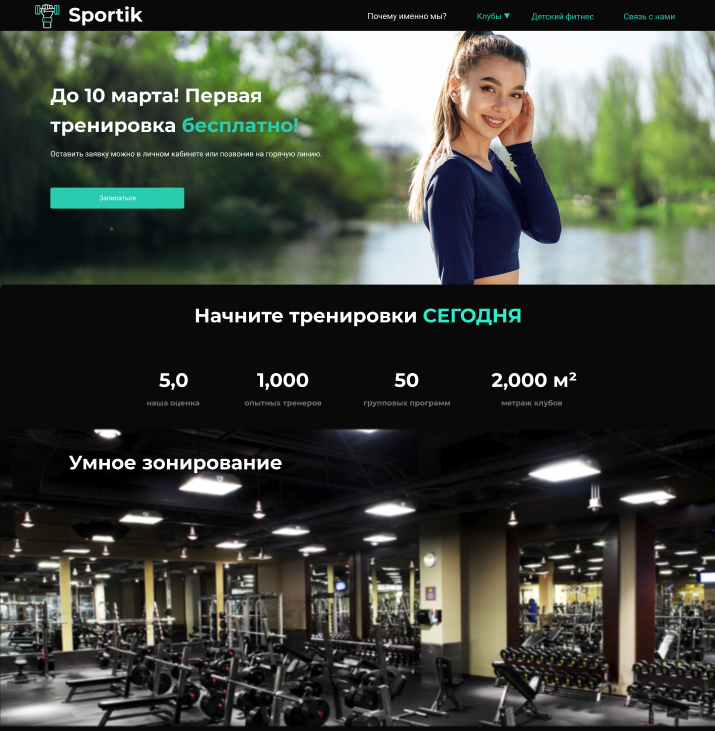 Sportik
Почему именно мы? Клубы ▼ Детский фитнес Связь с нами
До 10 марта! Первая
тренировка бесплатно!
Оставить заявку можно в личном кабинете или позвонив на горячую линию.
Записаться
Начните тренировки СЕГОДНЯ
5,0 1,000 50 2,000 м²
наша оценка опытных тренеров групповых программ метраж клубов
Умное зонирование